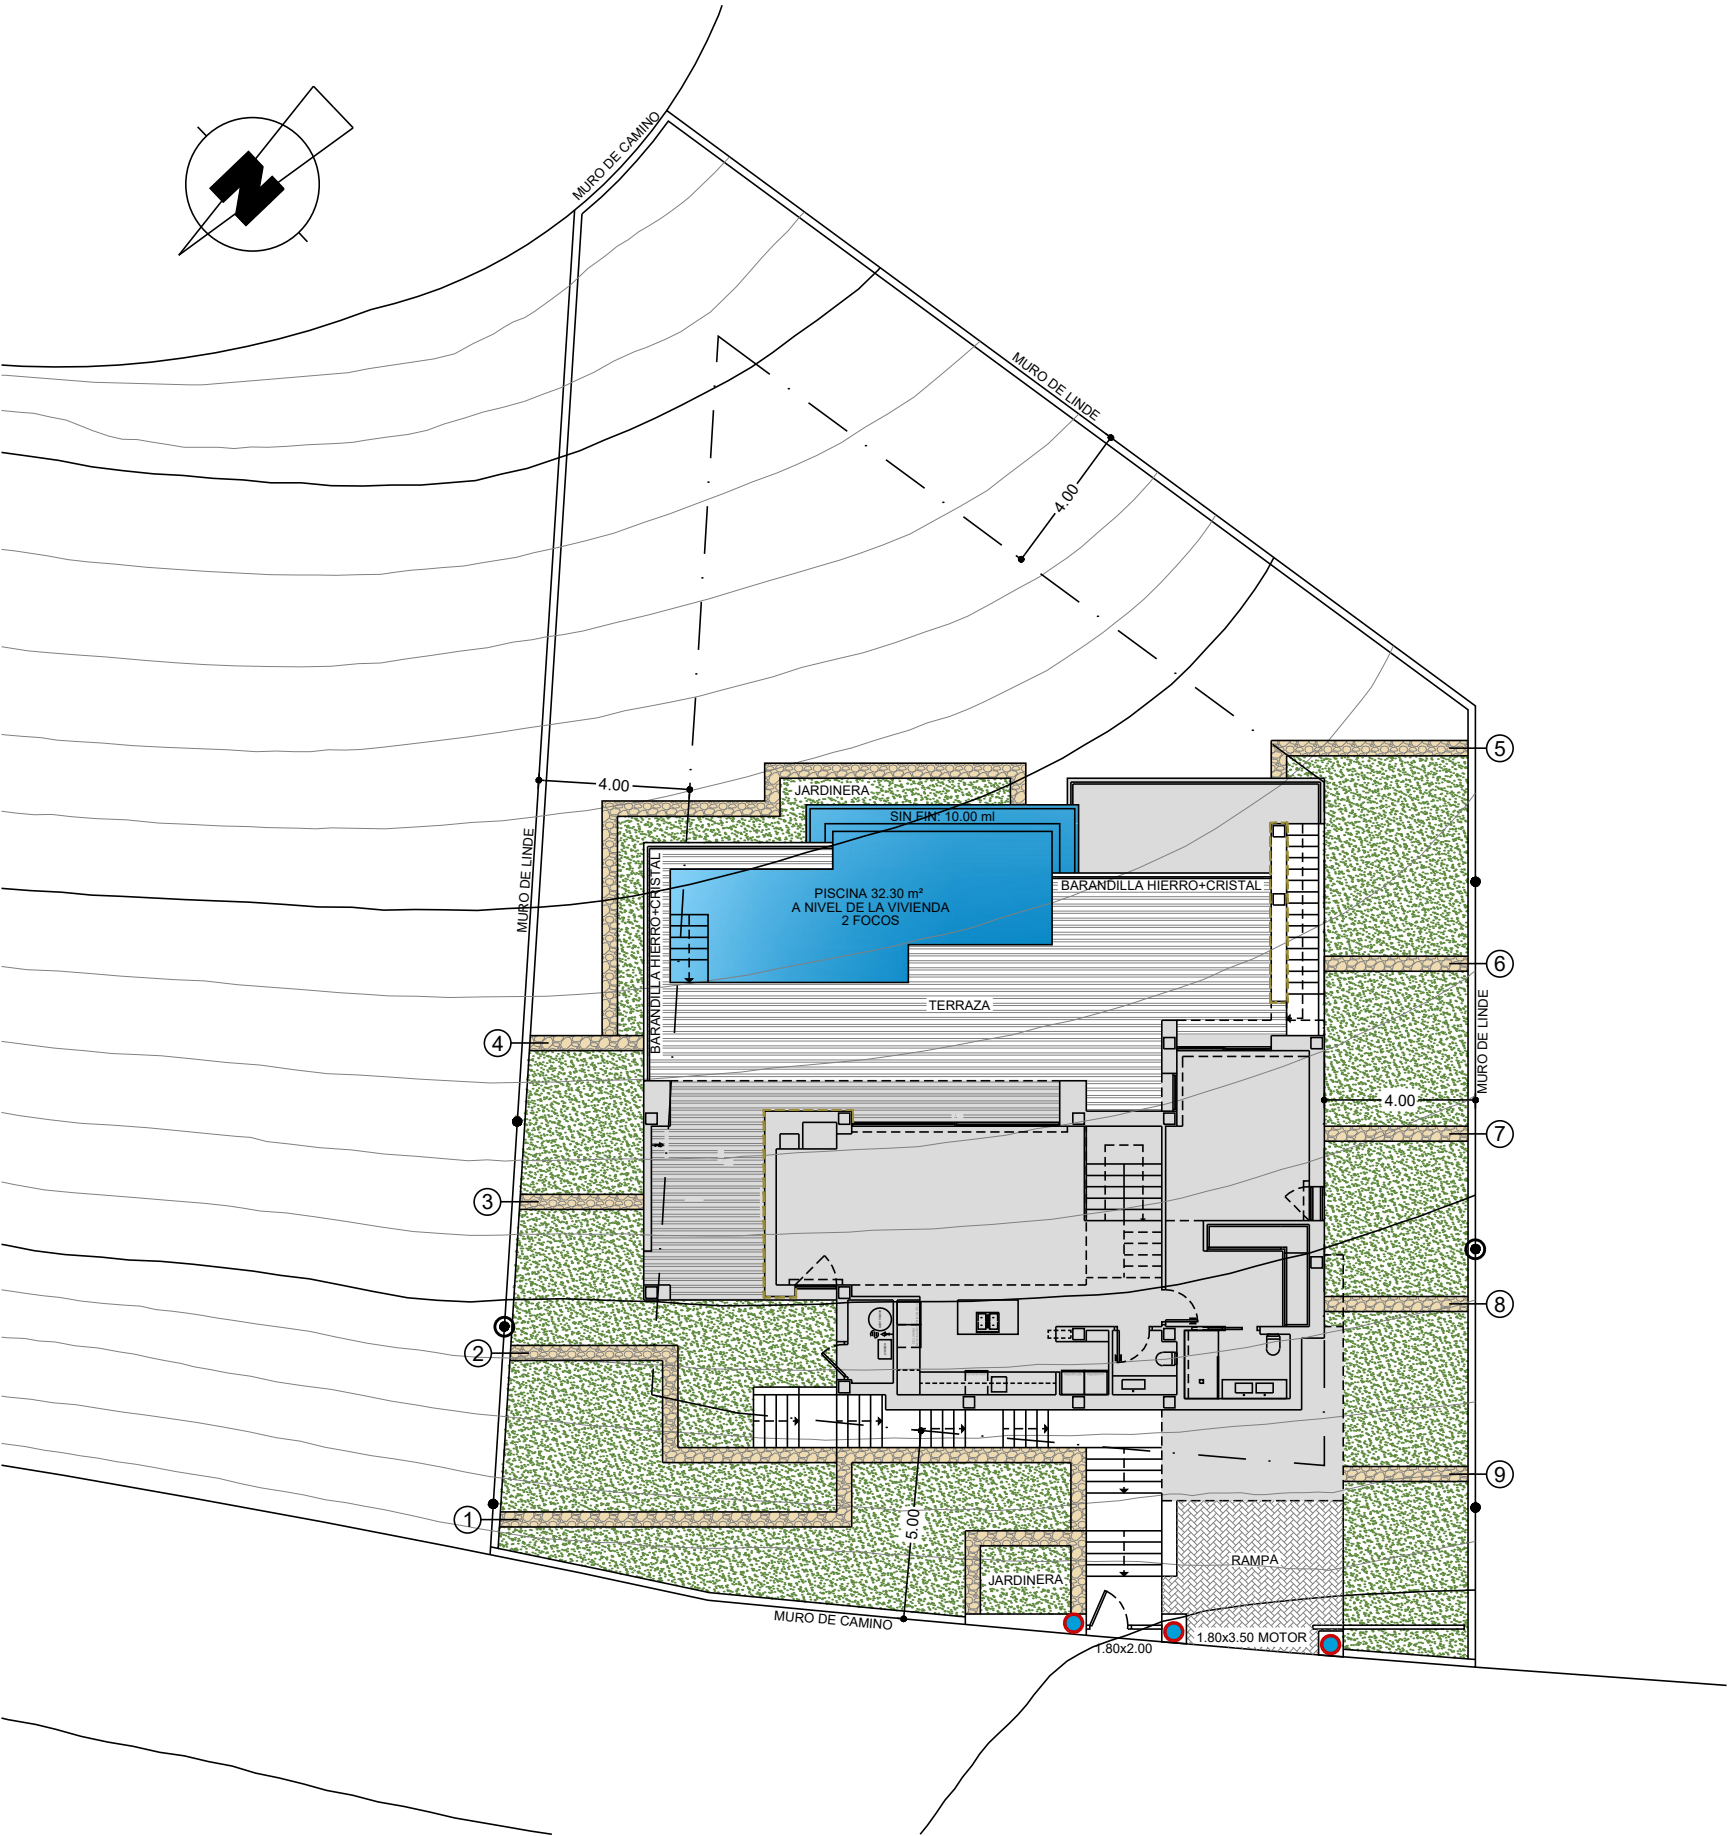 N
MURO DE CAMINO
MURO DE LINDE
4.00
4.00
JARDINERA
SIN FIN: 10.00 ml
MURO DE LINDE
BARANDILLA HIERRO+CRISTAL
PISCINA 32.30 m²
A NIVEL DE LA VIVIENDA
2 FOCOS
BARANDILLA HIERRO+CRISTAL
TERRAZA
5
6
MURO DE LINDE
4
4.00
7
3
8
2
9
1
5.00
RAMPA
JARDINERA
MURO DE CAMINO
1.80x2.00
1.80x3.50 MOTOR